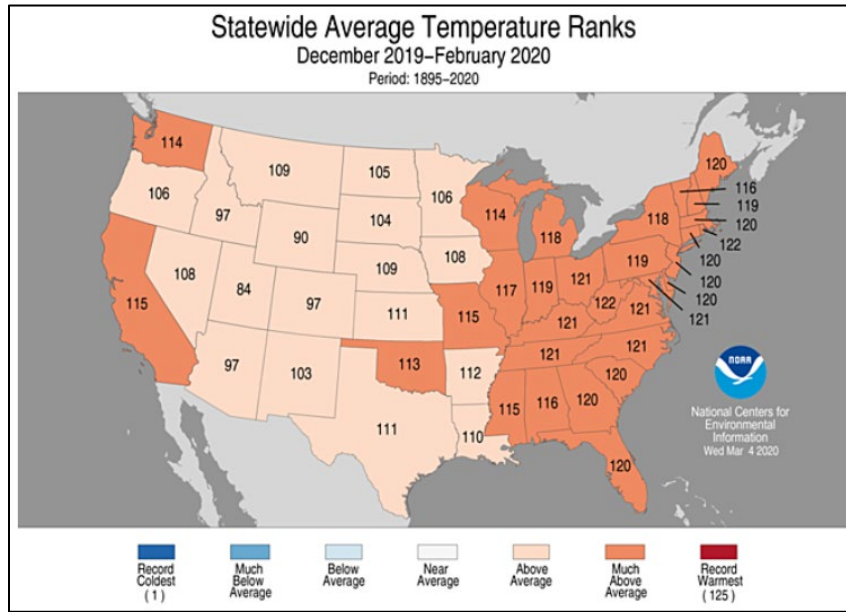 Statewide Average Temperature Ranks
December 2019–February 2020
Period: 1895–2020
114
109
105
106
120
106
97
104
114
118
118
116
119
120
122
90
108
119
120
120
120
121
108
84
97
109
117
119
121
122
121
115
111
115
121
97
103
113
112
121
121
120
111
110
115
116
120
120
NOAA
National Centers for
Environmental
Information
Wed Mar 4 2020
Record
Coldest
(1)
Much
Below
Average
Below
Average
Near
Average
Above
Average
Much
Above
Average
Record
Warmest
(125)